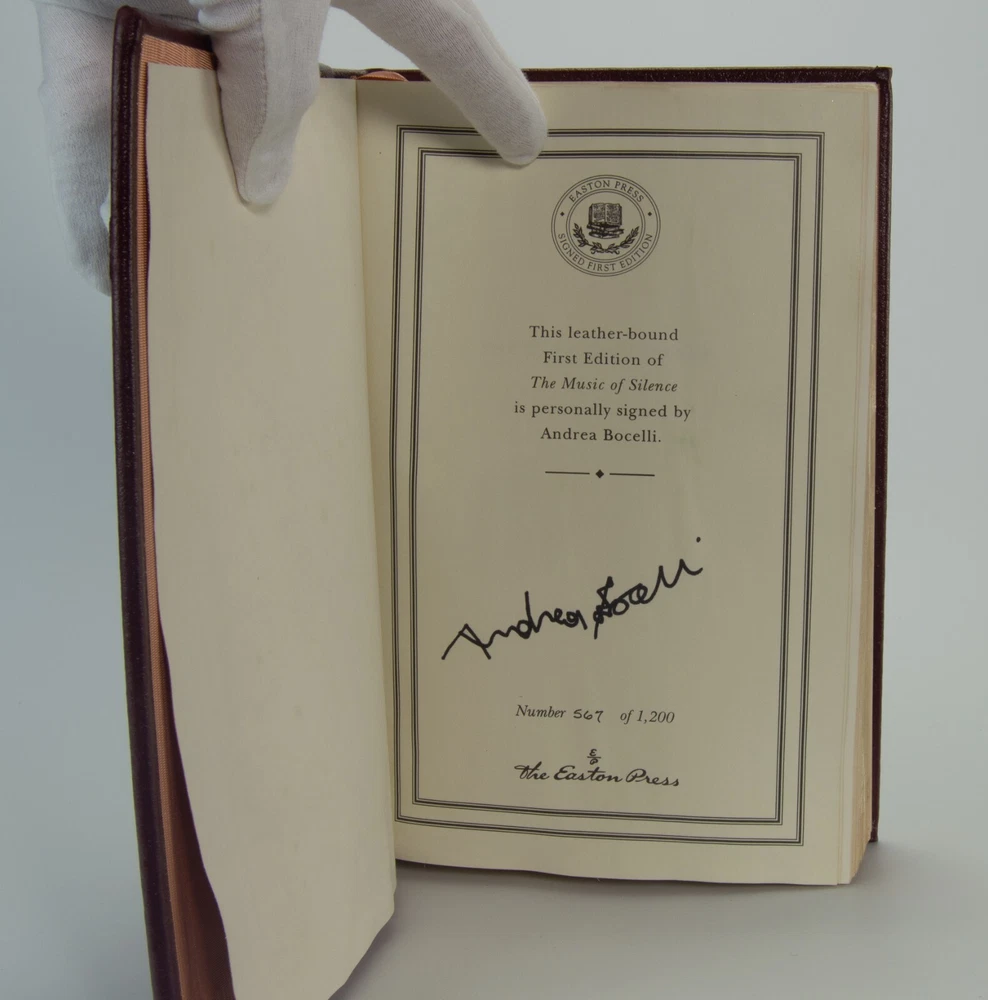 EASTON PRESS
SIGNED FIRST EDITION
This leather-bound
First Edition of
The Music of Silence
is personally signed by
Andrea Bocelli.
Andrea Bocelli
Number 567 of 1,200
E/P
the Easton Press